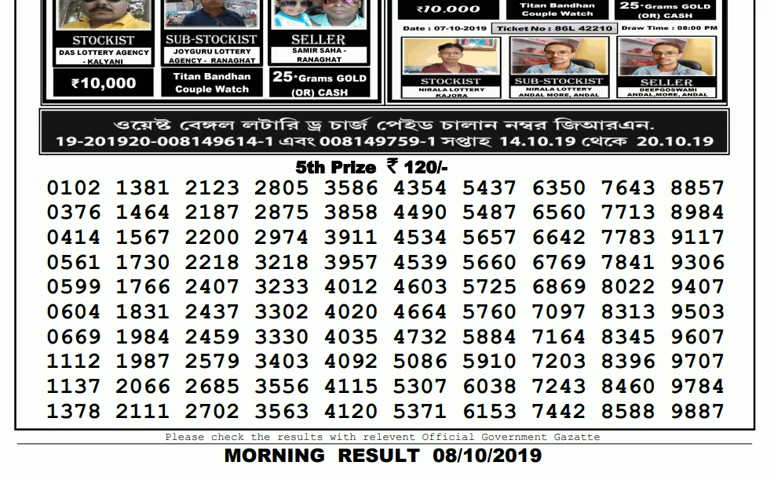 ₹10,000
Titan Bandhan
Couple Watch
25*Grams GOLD
(OR) CASH
STOCKIST
DAS LOTTERY AGENCY
- KALYANI
SUB-STOCKIST
JOYGURU LOTTERY
AGENCY - RANAGHAT
SELLER
SAMIR SAHA -
RANAGHAT
₹10,000
Titan Bandhan
Couple Watch
25*Grams GOLD
(OR) CASH
Date : 07-10-2019 Ticket No : 86L 42210 Draw Time : 08:00 PM
STOCKIST
NIRALA LOTTERY
KAJORA
SUB-STOCKIST
NIRALA LOTTERY
ANDAL MORE, ANDAL
SELLER
DEEPGOSWAMI
ANDAL,MORE, ANDAL
ওয়েষ্ট বেঙ্গল লটারি ড্র চার্জ পেইড চালান নম্বর জিআরএন.
19-201920-008149614-1 এবং 008149759-1 সপ্তাহ 14.10.19 থেকে 20.10.19
5th Prize ₹ 120/-
0102 1381 2123 2805 3586 4354 5437 6350 7643 8857
0376 1464 2187 2875 3858 4490 5487 6560 7713 8984
0414 1567 2200 2974 3911 4534 5657 6642 7783 9117
0561 1730 2218 3218 3957 4539 5660 6769 7841 9306
0599 1766 2407 3233 4012 4603 5725 6869 8022 9407
0604 1831 2437 3302 4020 4664 5760 7097 8313 9503
0669 1984 2459 3330 4035 4732 5884 7164 8345 9607
1112 1987 2579 3403 4092 5086 5910 7203 8396 9707
1137 2066 2685 3556 4115 5307 6038 7243 8460 9784
1378 2111 2702 3563 4120 5371 6153 7442 8588 9887
Please check the results with relevent Official Government Gazatte
MORNING RESULT 08/10/2019